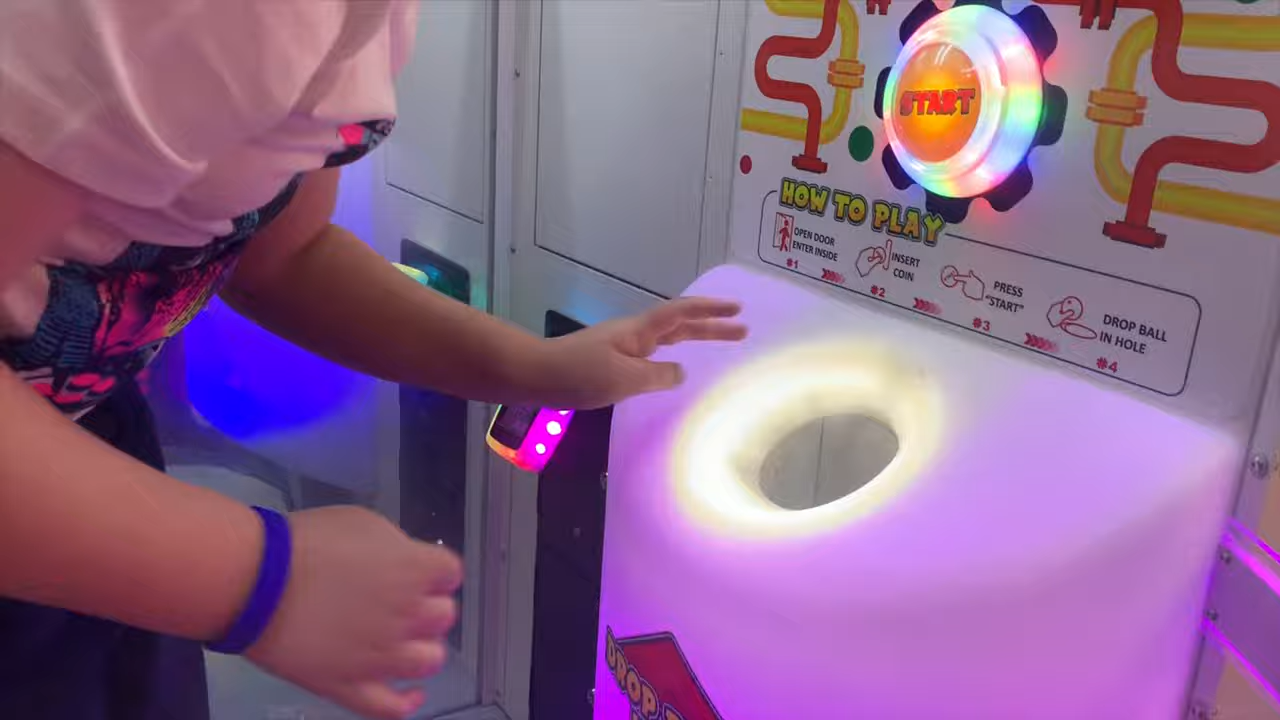 START
HOW TO PLAY
OPEN DOOR
ENTER INSIDE
#1
INSERT
COIN
#2
PRESS
"START"
#3
DROP BALL
IN HOLE
#4
DROP